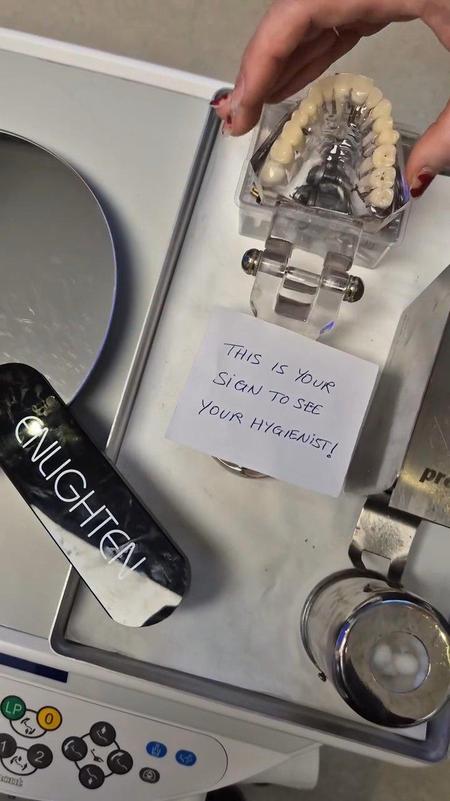 THIS IS YOUR
SIGN TO SEE
YOUR HYGIENIST!
ENLIGHTEN
LP
0
1
2